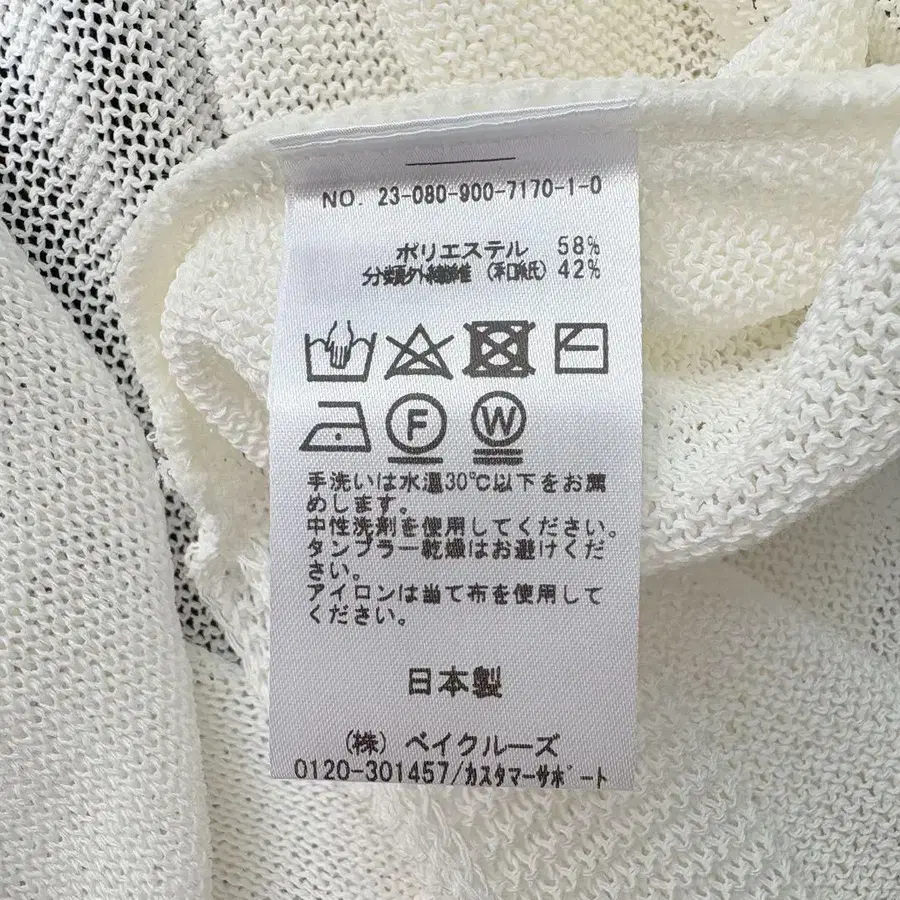 NO. 23-080-900-7170-1-0
ポリエステル 58%
分類外繊維（和紙）42%
F W
手洗いは水温30℃以下をお薦
めします。
中性洗剤を使用してください。
タンブラー乾燥はお避けくだ
さい。
アイロンは当て布を使用して
ください。
日本製
（株）ベイクルーズ
0120-301457/カスタマーサポート